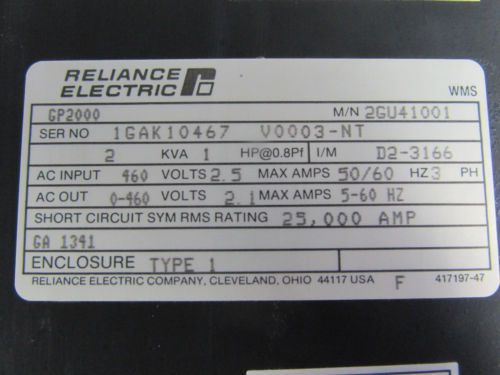 RELIANCE
ELECTRIC
WMS
GP2000 M/N 2GU41001
SER NO 1GAK10467 V0003-NT
2 KVA 1 HP@0.8Pf I/M D2-3166
AC INPUT 460 VOLTS 2.5 MAX AMPS 50/60 HZ 3 PH
AC OUT 0-460 VOLTS 2.1 MAX AMPS 5-60 HZ
SHORT CIRCUIT SYM RMS RATING 25,000 AMP
GA 1341
ENCLOSURE TYPE 1
RELIANCE ELECTRIC COMPANY, CLEVELAND, OHIO 44117 USA F 417197-47